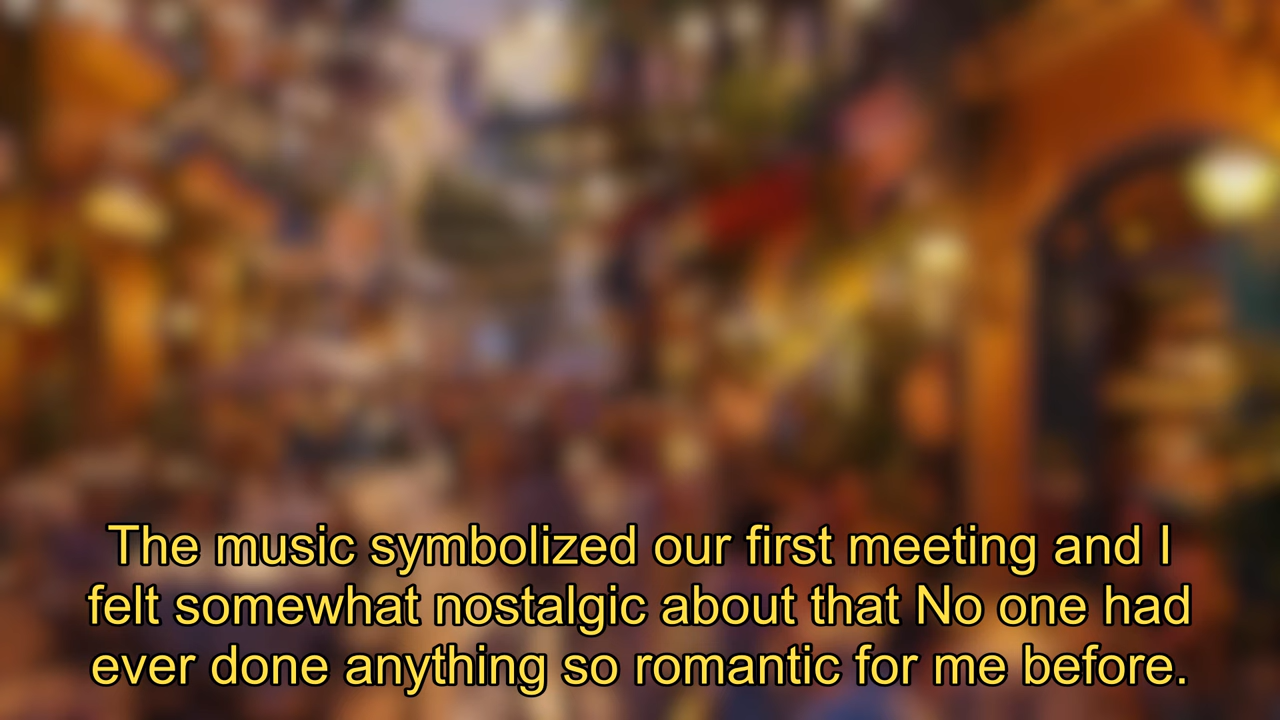 The music symbolized our first meeting and I
felt somewhat nostalgic about that No one had
ever done anything so romantic for me before.